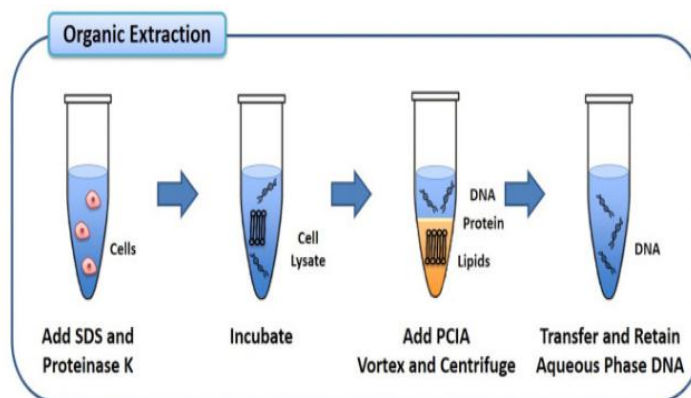 Organic Extraction
Cells
Cell
Lysate
DNA
Protein
Lipids
DNA
Add SDS and
Proteinase K
Incubate
Add PCIA
Vortex and Centrifuge
Transfer and Retain
Aqueous Phase DNA